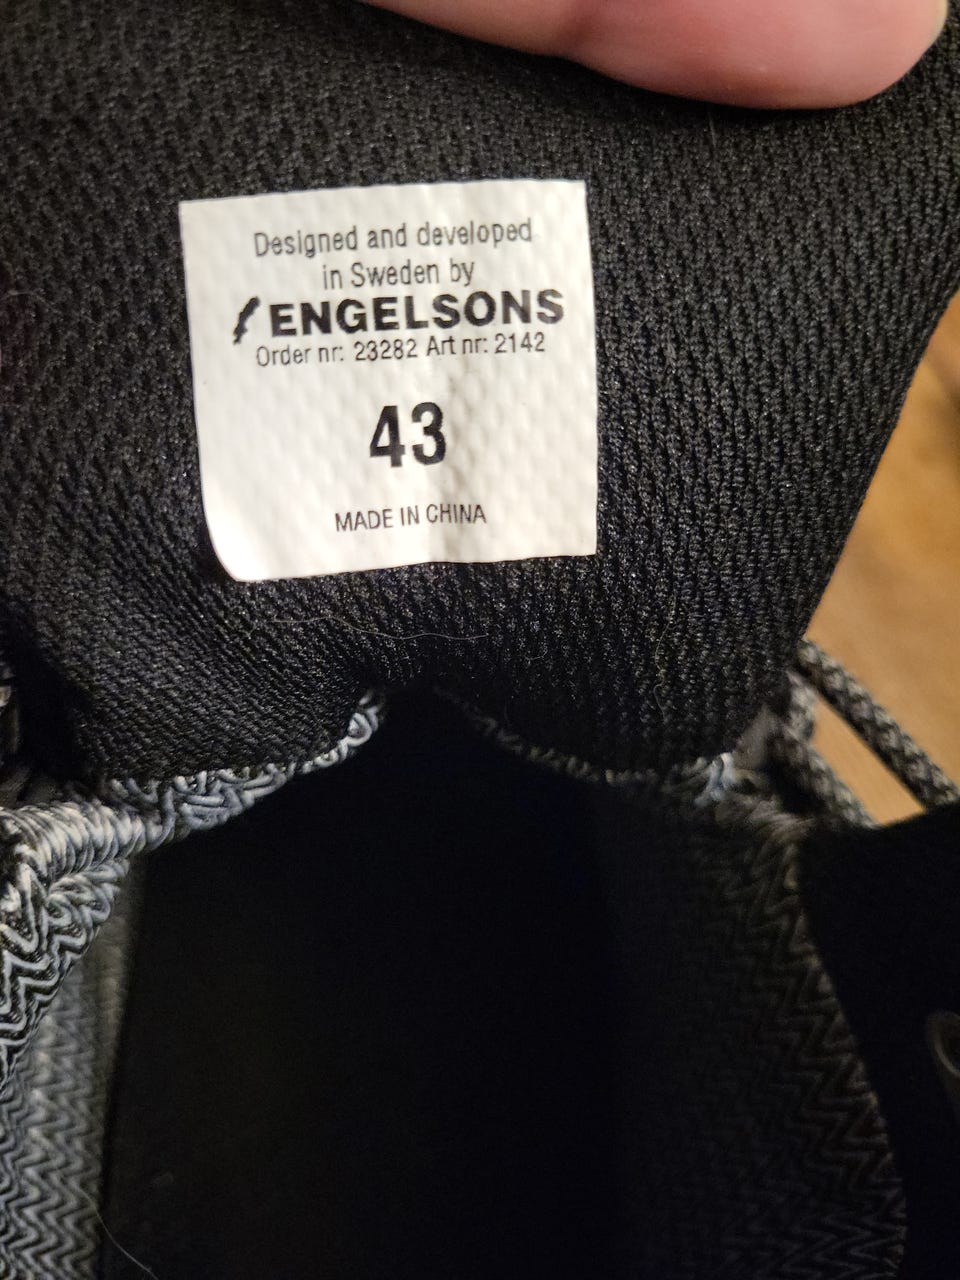 Designed and developed
in Sweden by
ENGELSONS
Order nr: 23282 Art nr: 2142
43
MADE IN CHINA